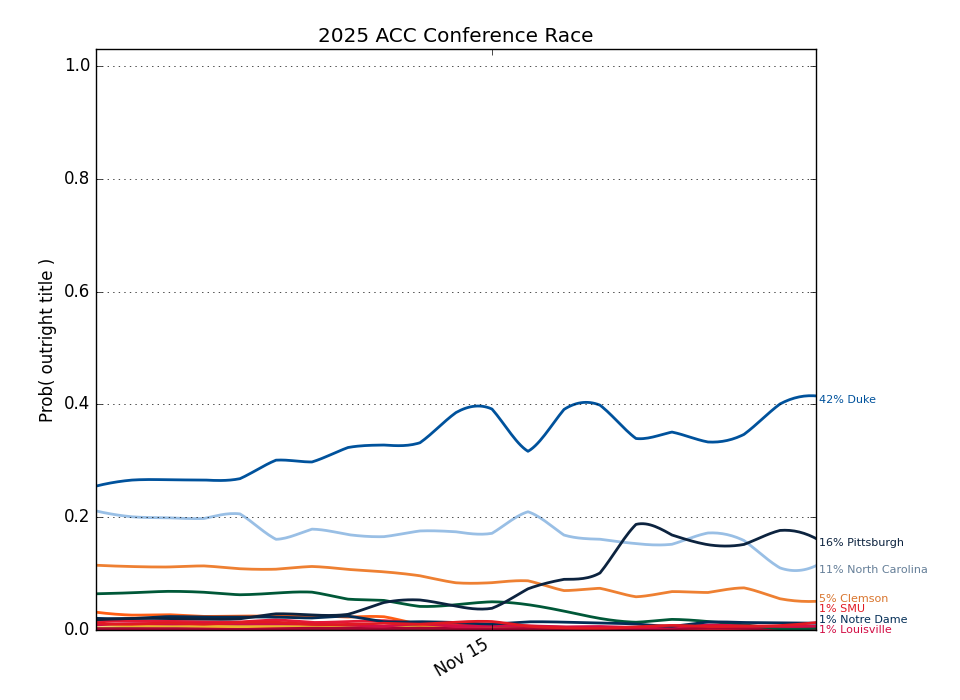 2025 ACC Conference Race
Prob( outright title )
1.0
0.8
0.6
0.4
0.2
0.0
42% Duke
16% Pittsburgh
11% North Carolina
5% Clemson
1% SMU
1% Notre Dame
1% Louisville
Nov 15